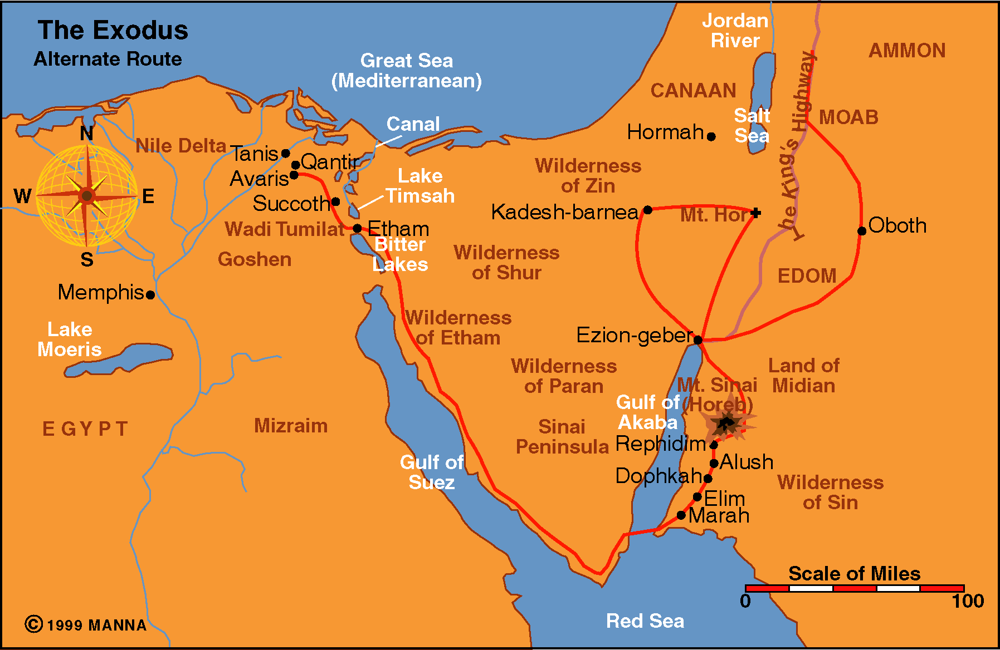 The Exodus
Alternate Route
Great Sea
(Mediterranean)
Jordan
River
AMMON
CANAAN
The King's Highway
Salt
Sea
MOAB
Hormah
Canal
N
W
E
S
Nile Delta
Tanis
Qantir
Avaris
Lake
Timsah
Succoth
Wadi Tumilat
Etham
Bitter
Lakes
Goshen
Wilderness
of Zin
Kadesh-barnea
Mt. Hor
Oboth
Wilderness
of Shur
EDOM
Memphis
Lake
Moeris
Wilderness
of Etham
Ezion-geber
Wilderness
of Paran
Land of
Midian
Mt. Sinai
(Horeb)
Gulf of
Akaba
EGYPT
Mizraim
Sinai
Peninsula
Rephidim
Alush
Dophkah
Elim
Marah
Wilderness
of Sin
Gulf of
Suez
Scale of Miles
0
100
Red Sea
© 1999 MANNA